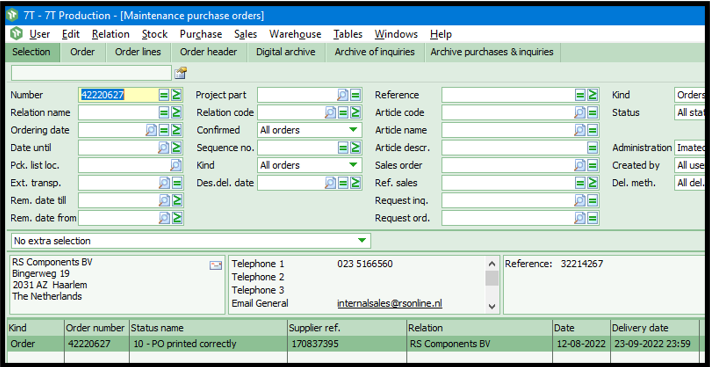 7T - 7T Production - [Maintenance purchase orders]
User Edit Relation Stock Purchase Sales Warehouse Tables Windows Help
Selection Order Order lines Order header Digital archive Archive of inquiries Archive purchases & inquiries
Number 42220627 = ≥ Project part = Reference = ≥ Kind Orders
Relation name = ≥ Relation code = ≥ Article code = ≥ Status All stat
Ordering date = ≥ Confirmed All orders Article name =
Date until = ≥ Sequence no. = ≥ Article descr. = Administration Imatec
Pck. list loc. Kind All orders Sales order = Created by All use
Ext. transp. = Des.del. date = ≥ Ref. sales = Del. meth. All del.
Rem. date till = ≥ Request inq. =
Rem. date from = ≥ Request ord. =
No extra selection
RS Components BV
Bingerweg 19
2031 AZ Haarlem
The Netherlands
Telephone 1 023 5166560
Telephone 2
Telephone 3
Email General internalsales@rsonline.nl
Reference: 32214267
Kind Order number Status name Supplier ref. Relation Date Delivery date
Order 42220627 10 - PO printed correctly 170837395 RS Components BV 12-08-2022 23-09-2022 23:59